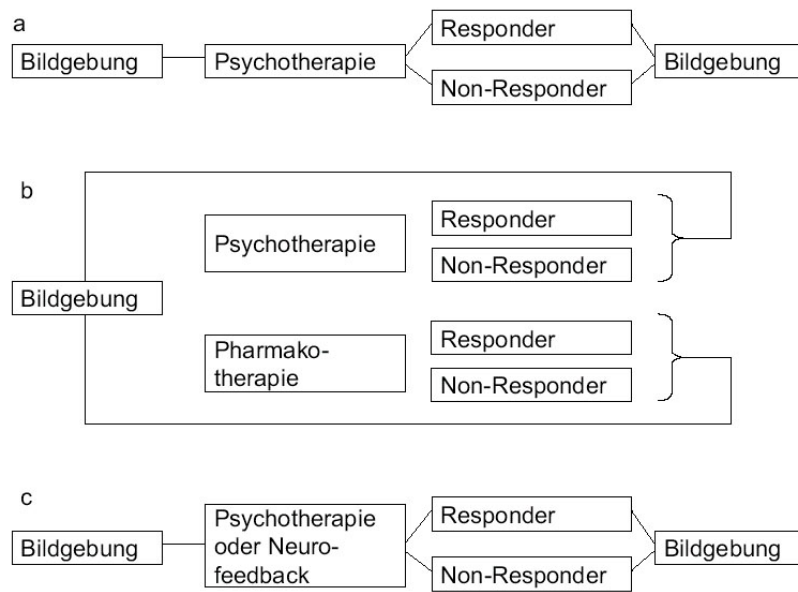 a
Bildgebung
Psychotherapie
Responder
Non-Responder
Bildgebung
b
Bildgebung
Psychotherapie
Responder
Non-Responder
Pharmako-
therapie
Responder
Non-Responder
c
Bildgebung
Psychotherapie
oder Neuro-
feedback
Responder
Non-Responder
Bildgebung